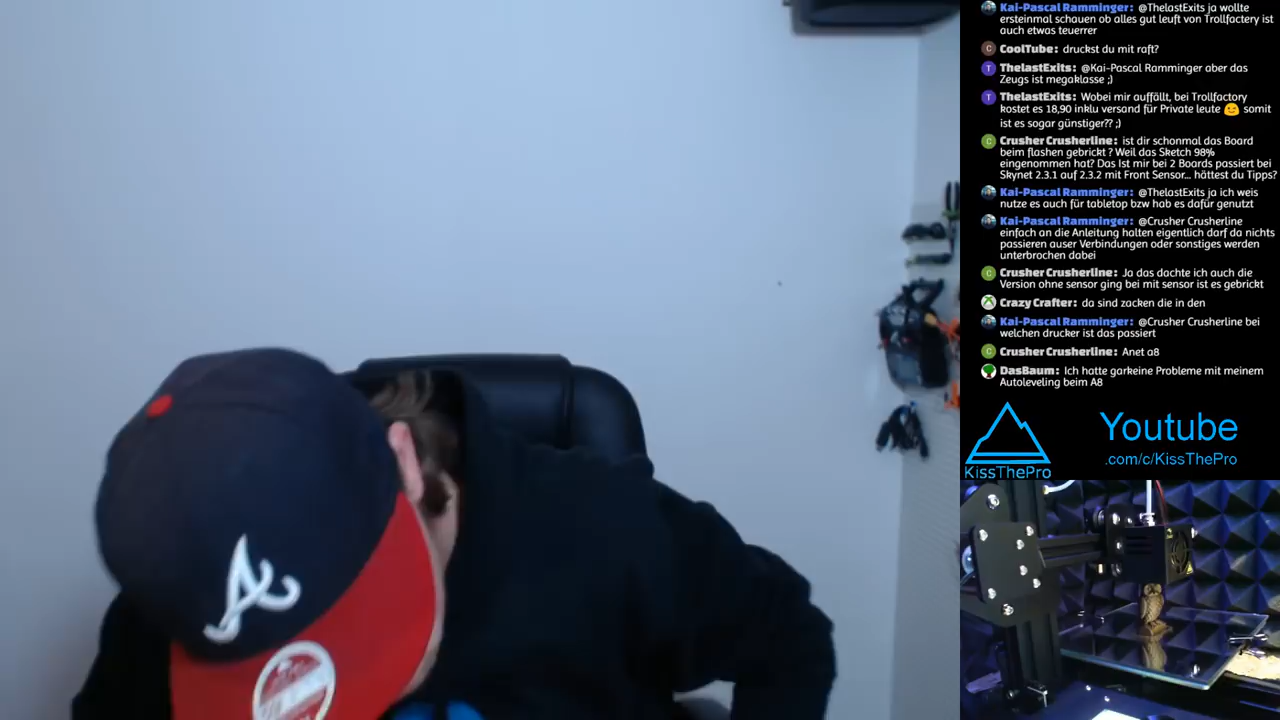 Kai-Pascal Ramminger: @ThelastExits ja wollte
ersteinmal schauen ob alles gut leuft von Trollfactery ist
auch etwas teuerrer
CoolTube: druckst du mit raft?
ThelastExits: @Kai-Pascal Ramminger aber das
Zeugs ist megaklasse ;)
ThelastExits: Wobei mir auffällt, bei Trollfactory
kostet es 18,90 inklu versand für Private leute 🙂 somit
ist es sogar günstiger?? ;)
Crusher Crusherline: ist dir schonmal das Board
beim flashen gebrickt ? Weil das Sketch 98%
eingenommen hat? Das Ist mir bei 2 Boards passiert bei
Skynet 2.3.1 auf 2.3.2 mit Front Sensor... hättest du Tipps?
Kai-Pascal Ramminger: @ThelastExits ja ich weis
nutze es auch für tabletop bzw hab es dafür genutzt
Kai-Pascal Ramminger: @Crusher Crusherline
einfach an die Anleitung halten eigentlich darf da nichts
passieren auser Verbindungen oder sonstiges werden
unterbrochen dabei
Crusher Crusherline: Ja das dachte ich auch die
Version ohne sensor ging bei mit sensor ist es gebrickt
Crazy Crafter: da sind zacken die in den
Kai-Pascal Ramminger: @Crusher Crusherline bei
welchen drucker ist das passiert
Crusher Crusherline: Anet a8
DasBaum: Ich hatte garkeine Probleme mit meinem
Autoleveling beim A8
KissThePro
Youtube
.com/c/KissThePro
A